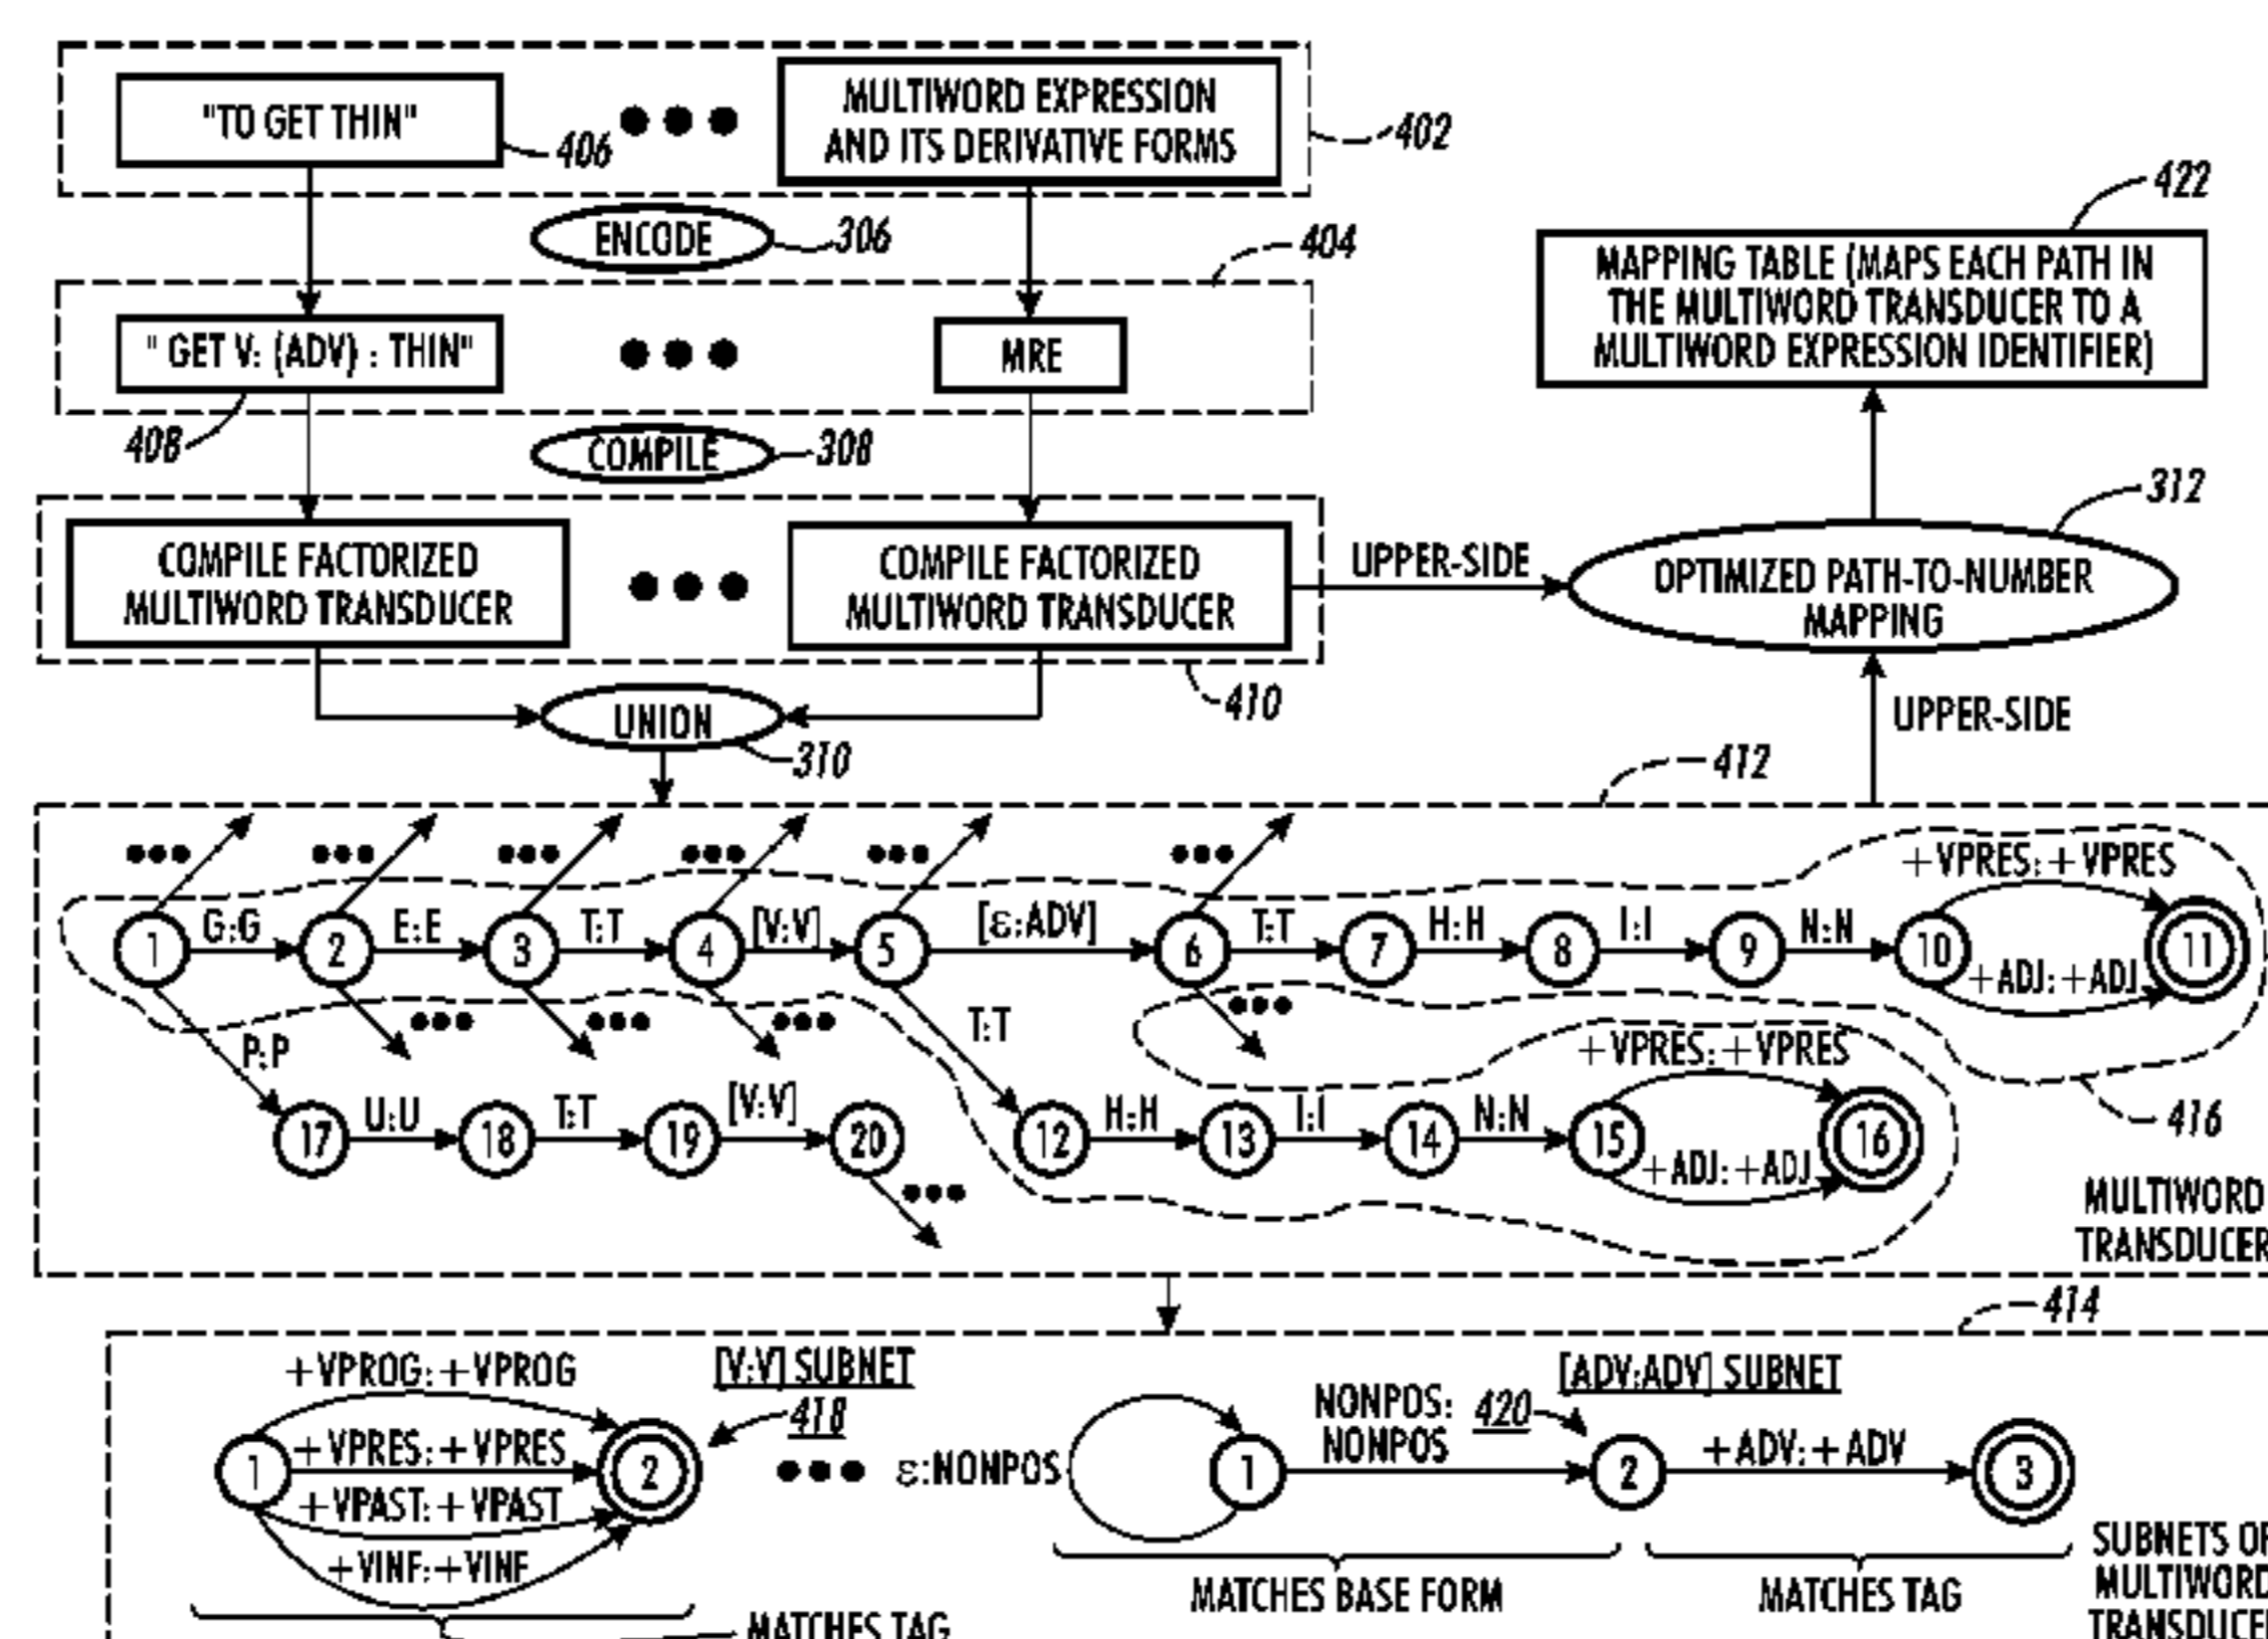 "TO GET THIN"
406
MULTIWORD EXPRESSION
AND ITS DERIVATIVE FORMS
402
ENCODE
306
404
422
MAPPING TABLE (MAPS EACH PATH IN
THE MULTIWORD TRANSDUCER TO A
MULTIWORD EXPRESSION IDENTIFIER)
" GET V: (ADV) : THIN"
MRE
408
COMPILE
308
312
COMPILE FACTORIZED
MULTIWORD TRANSDUCER
COMPILE FACTORIZED
MULTIWORD TRANSDUCER
UPPER-SIDE
OPTIMIZED PATH-TO-NUMBER
MAPPING
410
UNION
310
UPPER-SIDE
412
+VPRES:+VPRES
1 G:G 2 E:E 3 T:T 4 [V:V] 5 [ε:ADV] 6 T:T 7 H:H 8 I:I 9 N:N 10 11
+ADJ:+ADJ
P:P
T:T
+VPRES:+VPRES
17 U:U 18 T:T 19 [V:V] 20
12 H:H 13 I:I 14 N:N 15 16
+ADJ:+ADJ
416
MULTIWORD
TRANSDUCER
414
[V:V] SUBNET
418
+VPROG:+VPROG
1 +VPRES:+VPRES 2
+VPAST:+VPAST
+VINF:+VINF
MATCHES TAG
[ADV:ADV] SUBNET
420
ε:NONPOS
1 NONPOS:
NONPOS
2 +ADV:+ADV 3
MATCHES BASE FORM
MATCHES TAG
SUBNETS OF
MULTIWORD
TRANSDUCER